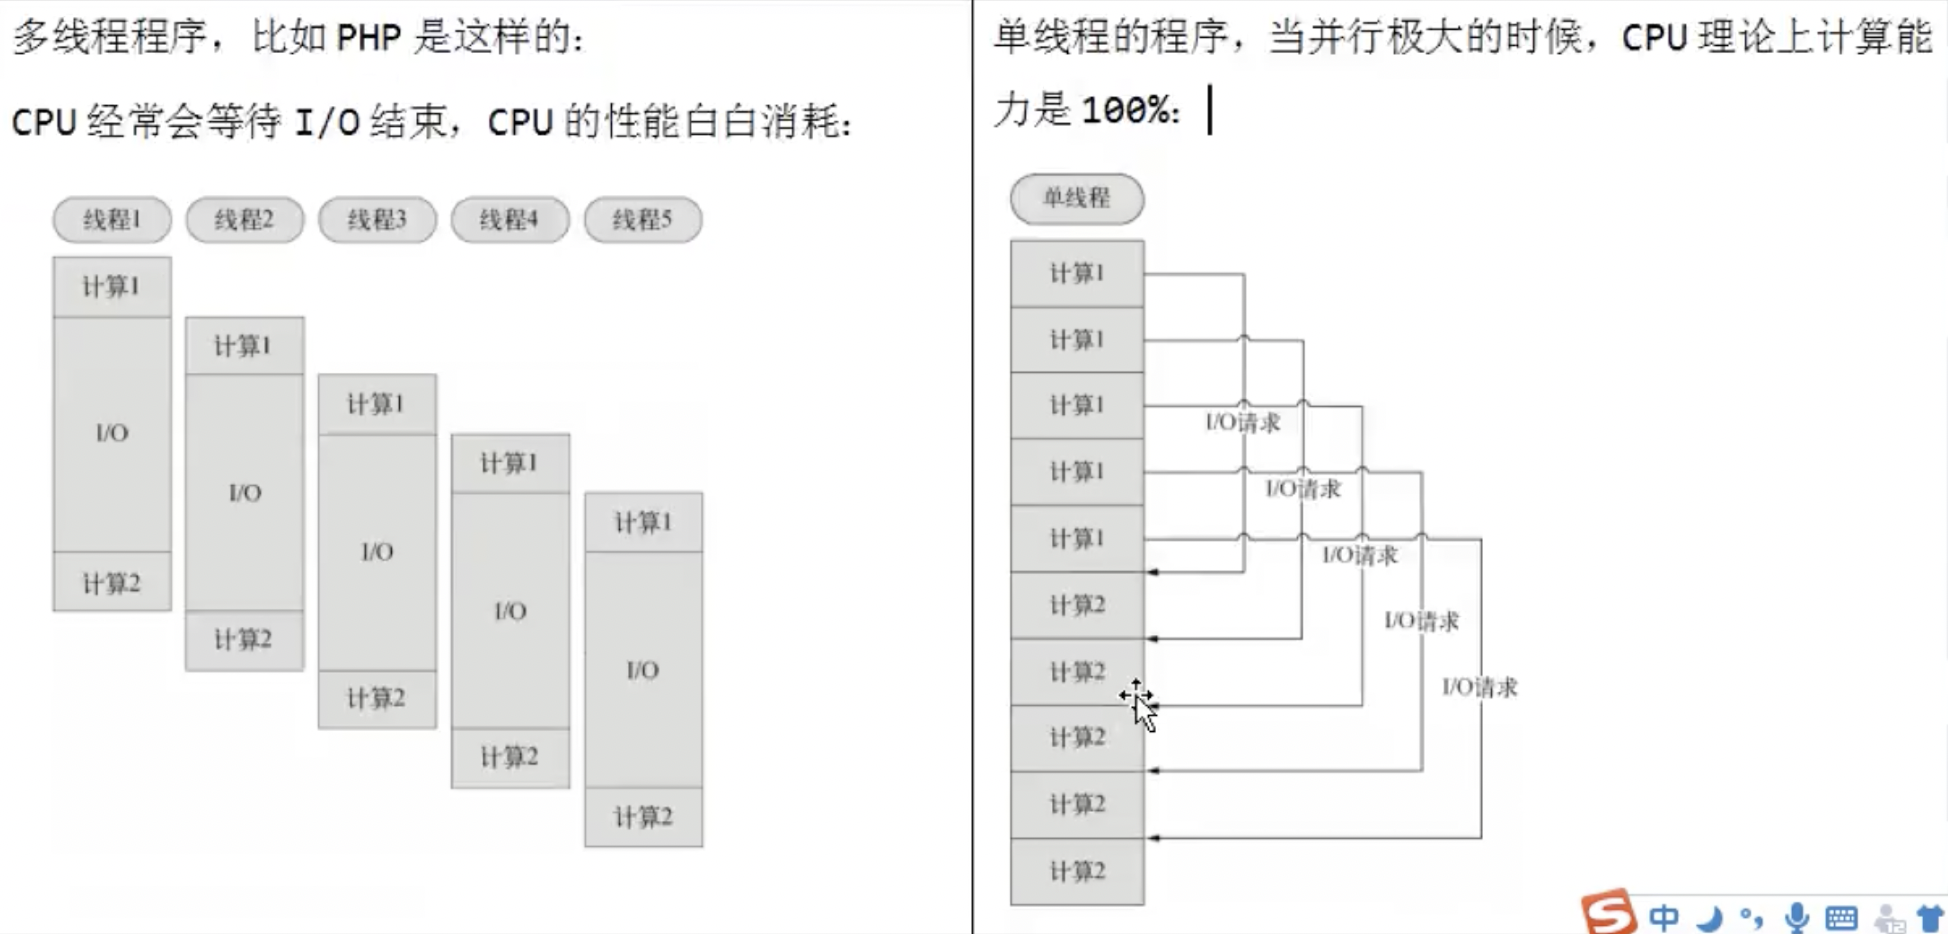 多线程程序，比如 PHP 是这样的：
CPU 经常会等待 I/O 结束，CPU 的性能白白消耗：
线程1
线程2
线程3
线程4
线程5
计算1
I/O
计算2
计算1
I/O
计算2
计算1
I/O
计算2
计算1
I/O
计算2
计算1
I/O
计算2
单线程的程序，当并行极大的时候，CPU 理论上计算能
力是 100%：
单线程
计算1
计算1
计算1
计算1
计算1
计算2
计算2
计算2
计算2
计算2
I/O请求
I/O请求
I/O请求
I/O请求
I/O请求
S
中
12